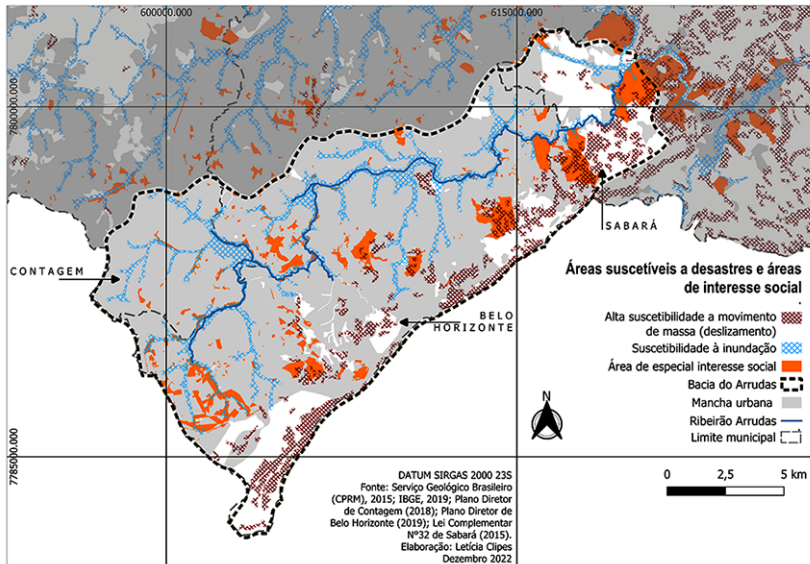 600000.000
615000.000
7800000.000
SABARÁ
CONTAGEM
BELO
HORIZONTE
Áreas suscetíveis a desastres e áreas
de interesse social
Alta suscetibilidade a movimento
de massa (deslizamento)
Suscetibilidade à inundação
Área de especial interesse social
Bacia do Arrudas
Mancha urbana
Ribeirão Arrudas
Limite municipal
N
7785000.000
0 2,5 5 km
DATUM SIRGAS 2000 23S
Fonte: Serviço Geológico Brasileiro
(CPRM), 2015; IBGE, 2019; Plano Diretor
de Contagem (2018); Plano Diretor de
Belo Horizonte (2019); Lei Complementar
N°32 de Sabará (2015).
Elaboração: Letícia Clipes
Dezembro 2022